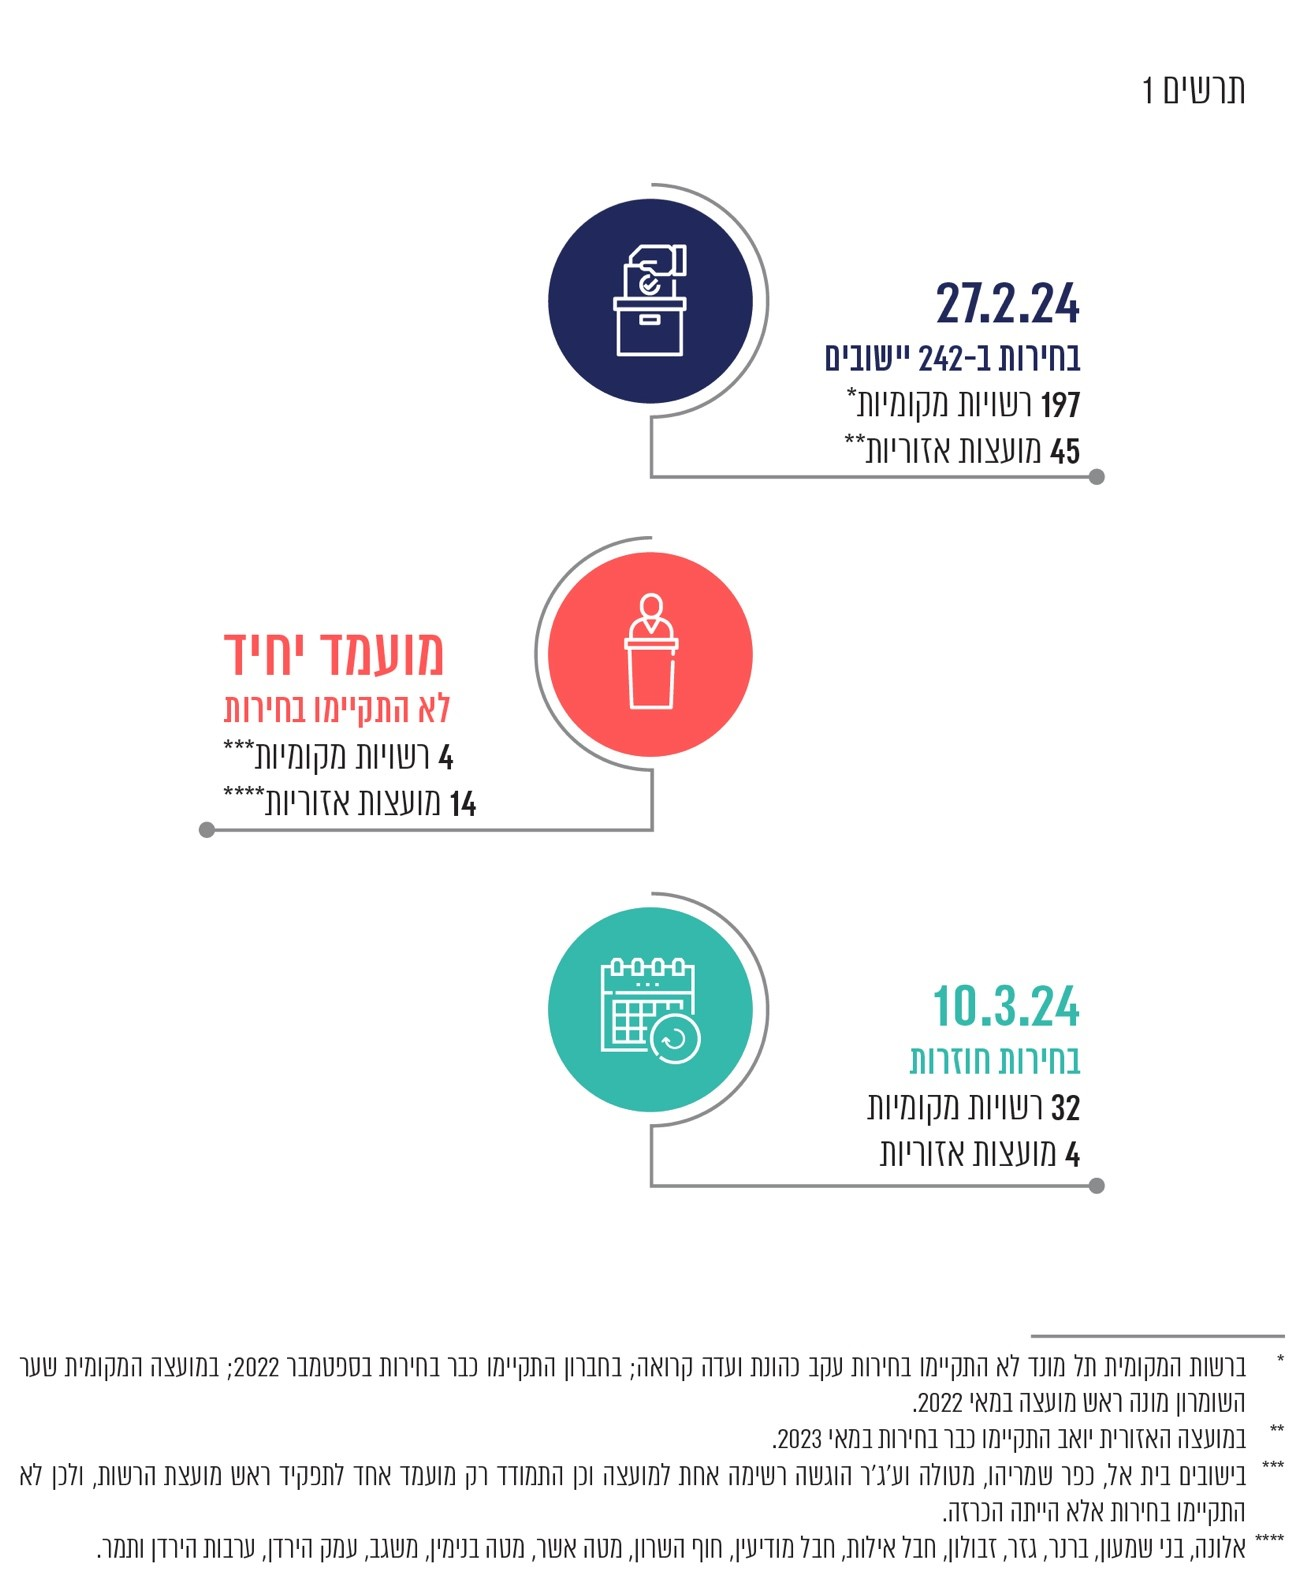 תרשים 1
27.2.24
בחירות ב-242 יישובים
197 רשויות מקומיות*
45 מועצות אזוריות**
מועמד יחיד
לא התקיימו בחירות
4 רשויות מקומיות***
14 מועצות אזוריות****
10.3.24
בחירות חוזרות
32 רשויות מקומיות
4 מועצות אזוריות
* ברשות המקומית תל מונד לא התקיימו בחירות עקב כהונת ועדה קרואה; בחברון התקיימו כבר בחירות בספטמבר 2022; במועצה המקומית שער
השומרון מונה ראש מועצה במאי 2022.
** במועצה האזורית יואב התקיימו כבר בחירות במאי 2023.
*** בישובים בית אל, כפר שמריהו, מטולה וע'ג'ר הוגשה רשימה אחת למועצה וכן התמודד רק מועמד אחד לתפקיד ראש מועצת הרשות, ולכן לא
התקיימו בחירות אלא הייתה הכרזה.
**** אלונה, בני שמעון, ברנר, גזר, זבולון, חבל אילות, חבל מודיעין, חוף השרון, מטה אשר, מטה בנימין, משגב, עמק הירדן, ערבות הירדן ותמר.